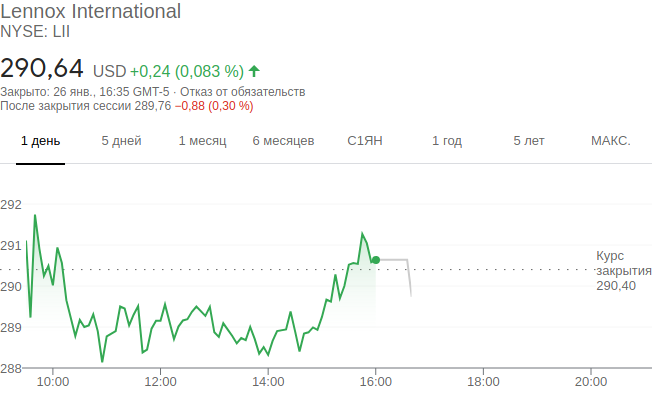 Lennox International
NYSE: LII
290,64 USD +0,24 (0,083 %)
Закрыто: 26 янв., 16:35 GMT-5 · Отказ от обязательств
После закрытия сессии 289,76 −0,88 (0,30 %)
1 день 5 дней 1 месяц 6 месяцев С1ЯН 1 год 5 лет МАКС.
292
291
Курс
закрытия
290,40
290
289
288
10:00 12:00 14:00 16:00 18:00 20:00